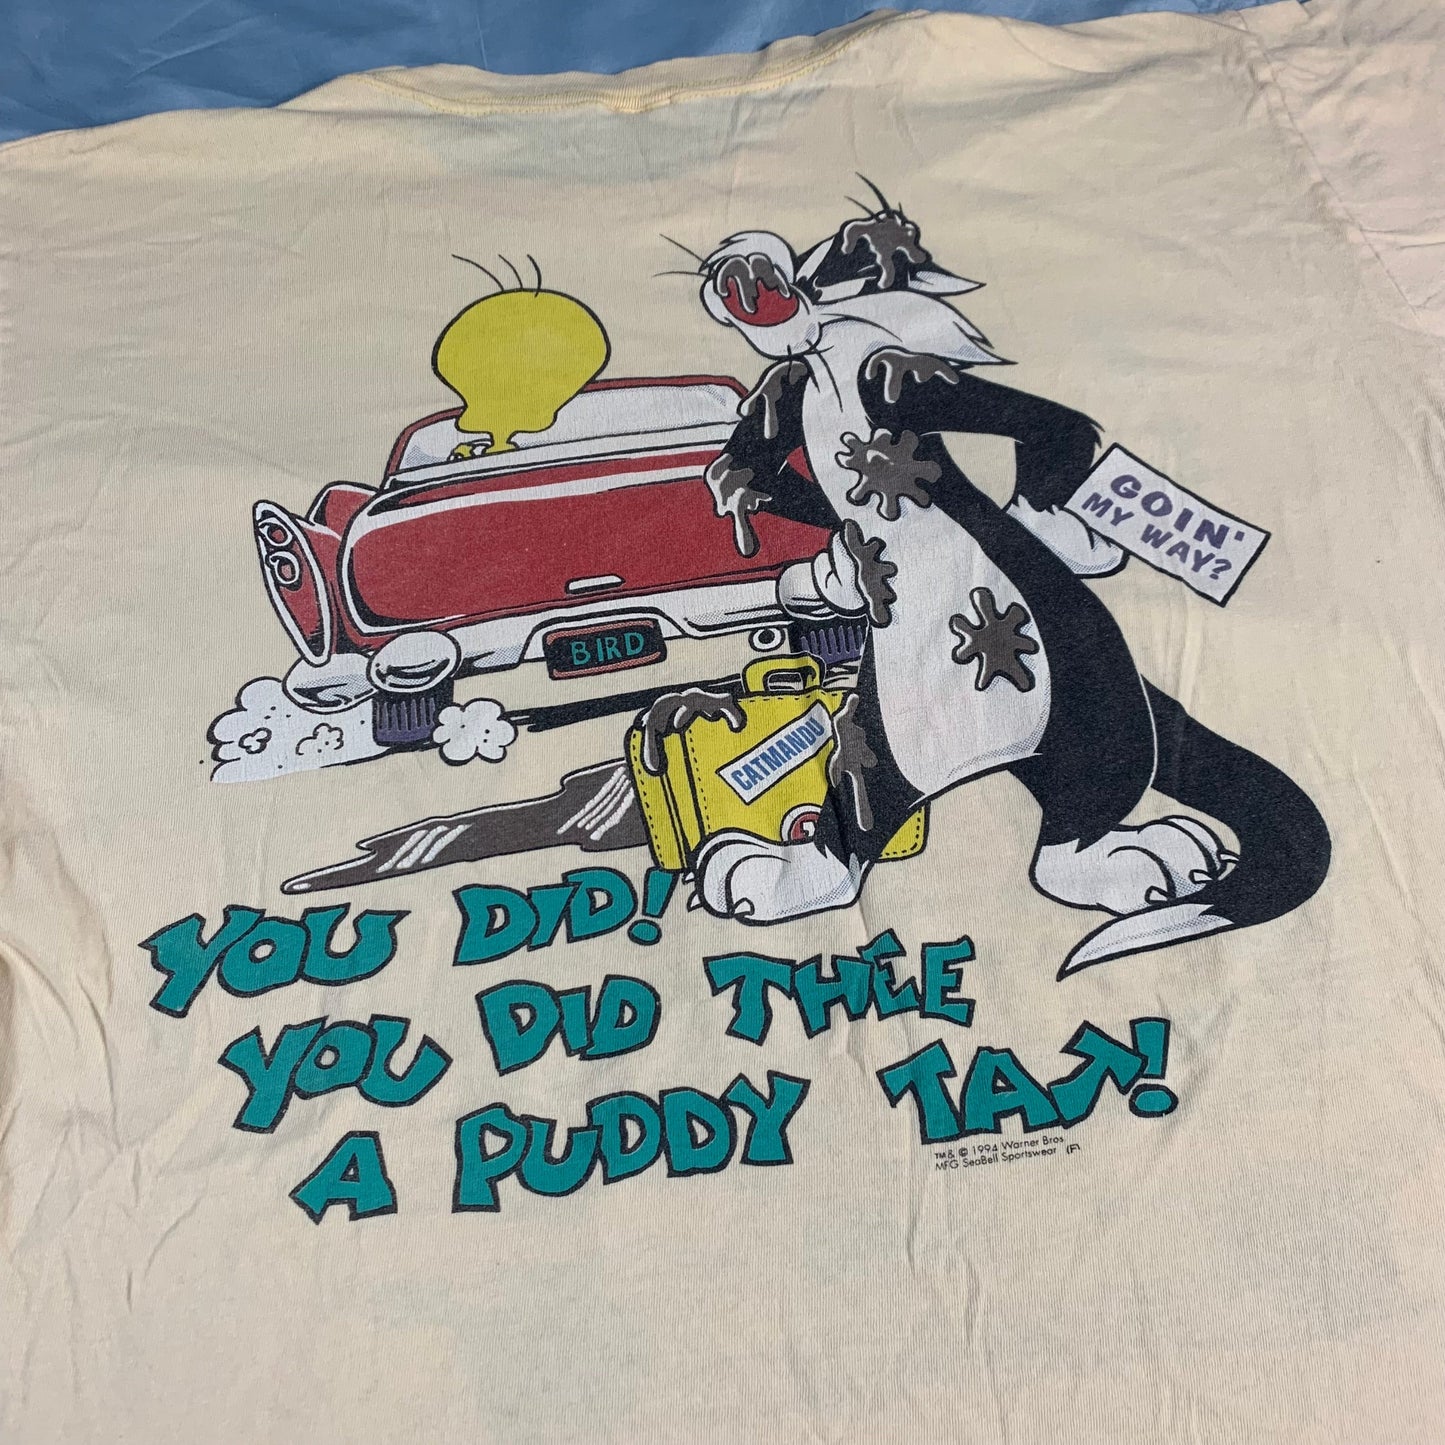 GOIN'
MY WAY?
BIRD
CATMANDU
YOU DID!
YOU DID THEE
A PUDDY TAT!
TM& © 1994 Warner Bros
MFG SeaBell Sportswear (F)